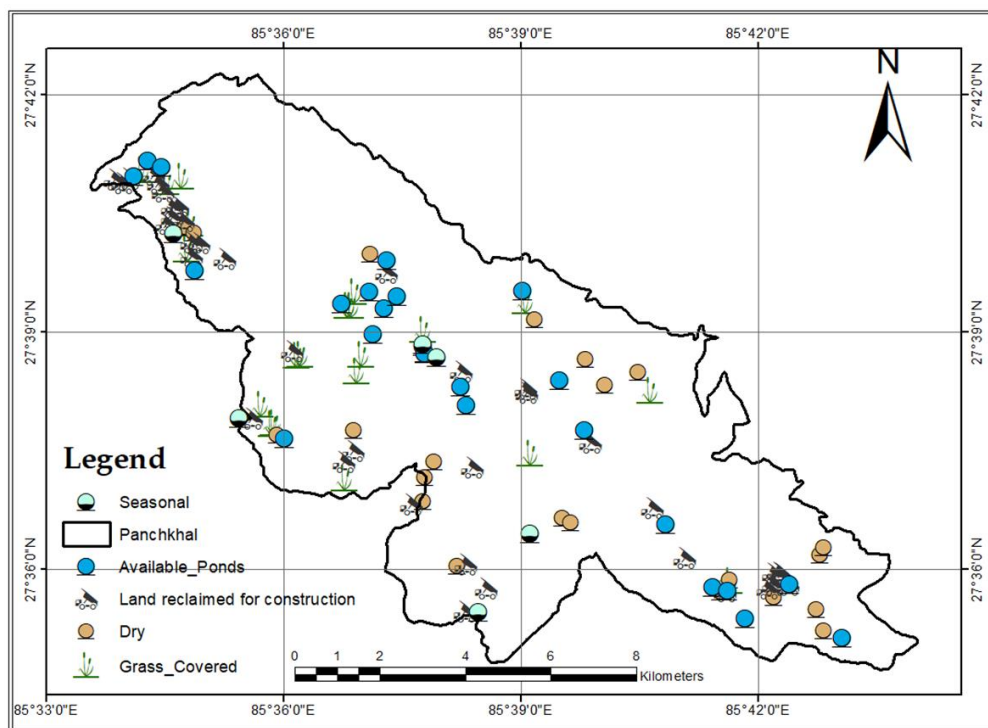 85°36'0"E 85°39'0"E 85°42'0"E
N
27°42'0"N 27°42'0"N
27°39'0"N 27°39'0"N
Legend
Seasonal
Panchkhal
Available_Ponds
Land reclaimed for construction
Dry
Grass_Covered
27°36'0"N 27°36'0"N
0 1 2 4 6 8
Kilometers
85°33'0"E 85°36'0"E 85°39'0"E 85°42'0"E